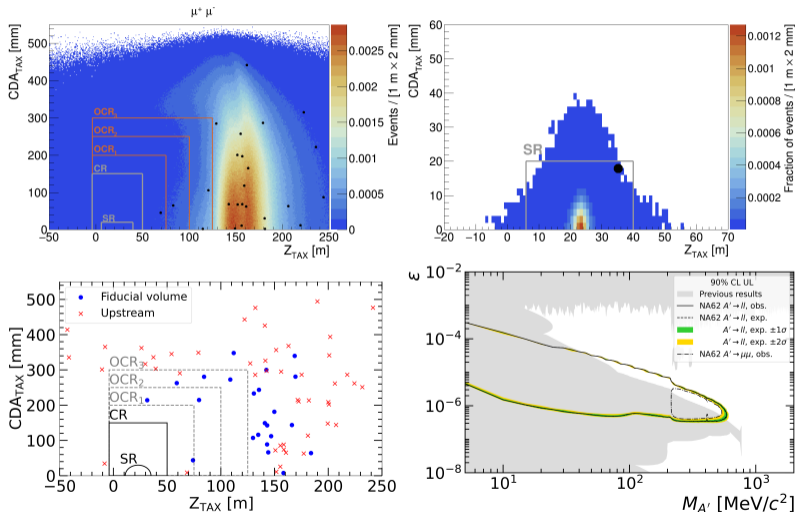 μ⁺ μ⁻
CDA_TAX [mm]
500
400
300
200
100
0
OCR₃
OCR₂
OCR₁
CR
SR
−50 0 50 100 150 200 250
Z_TAX [m]
0.0025
0.002
0.0015
0.001
0.0005
0
Events / [1 m × 2 mm]
CDA_TAX [mm]
60
50
40
30
20
10
0
SR
−20 −10 0 10 20 30 40 50 60 70
Z_TAX [m]
0.0012
0.001
0.0008
0.0006
0.0004
0.0002
Fraction of events / [1 m × 2 mm]
CDA_TAX [mm]
500
400
300
200
100
0
Fiducial volume
Upstream
OCR₃
OCR₂
OCR₁
CR
SR
−50 0 50 100 150 200 250
Z_TAX [m]
ε
10⁻²
10⁻⁴
10⁻⁶
10⁻⁸
90% CL UL
Previous results
NA62 A′ → ll, obs.
NA62 A′ → ll, exp.
A′ → ll, exp. ±1σ
A′ → ll, exp. ±2σ
NA62 A′ → μμ, obs.
10¹ 10² 10³
M_A′ [MeV/c²]